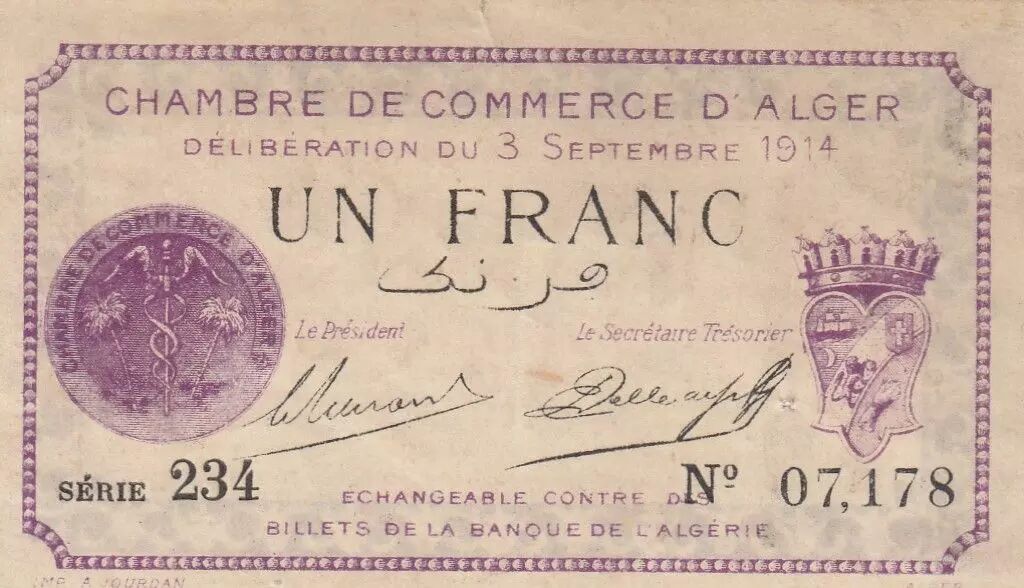 CHAMBRE DE COMMERCE D'ALGER
DÉLIBÉRATION DU 3 SEPTEMBRE 1914
UN FRANC
فرنك
CHAMBRE DE COMMERCE D'ALGER
Le Président
Le Secrétaire Trésorier
SÉRIE 234
Nº 07,178
ÉCHANGEABLE CONTRE DES
BILLETS DE LA BANQUE DE L'ALGÉRIE
IMP. A. JOURDAN